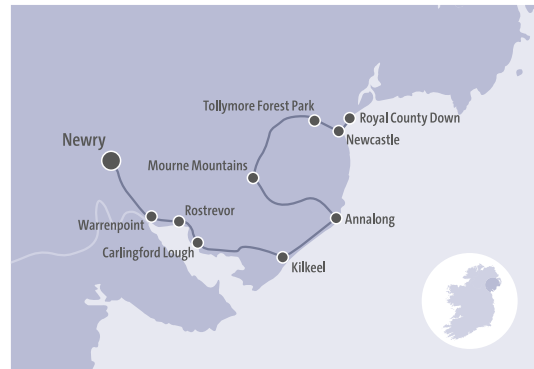 Tollymore Forest Park
Royal County Down
Newcastle
Newry
Mourne Mountains
Rostrevor
Warrenpoint
Annalong
Carlingford Lough
Kilkeel